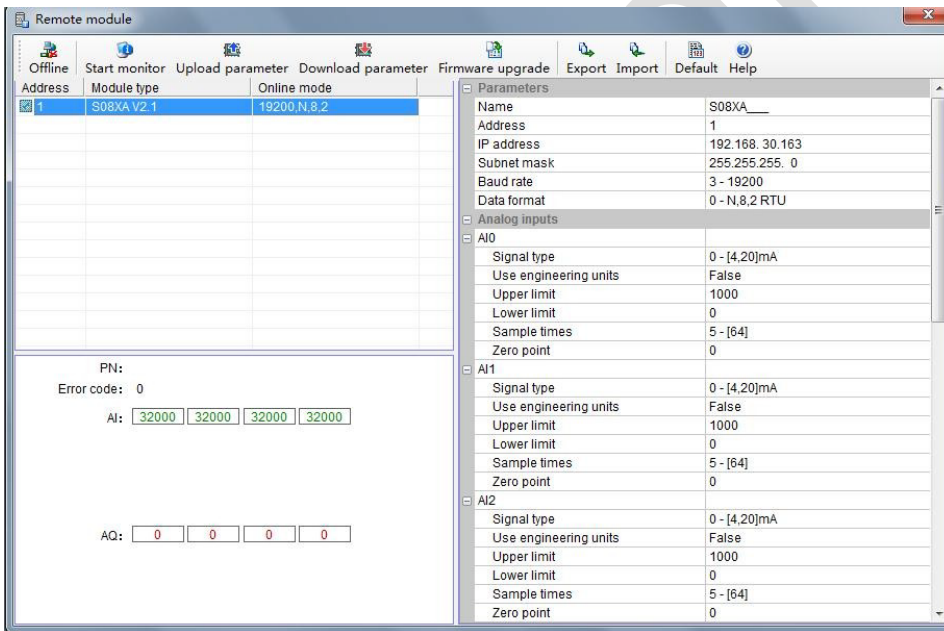 Remote module
Offline Start monitor Upload parameter Download parameter Firmware upgrade Export Import Default Help
Address Module type Online mode
1 S08XA V2.1 19200,N,8,2
PN:
Error code: 0
AI: 32000 32000 32000 32000
AQ: 0 0 0 0
Parameters
Name S08XA___
Address 1
IP address 192.168. 30.163
Subnet mask 255.255.255. 0
Baud rate 3 - 19200
Data format 0 - N,8,2 RTU
Analog inputs
AI0
Signal type 0 - [4,20]mA
Use engineering units False
Upper limit 1000
Lower limit 0
Sample times 5 - [64]
Zero point 0
AI1
Signal type 0 - [4,20]mA
Use engineering units False
Upper limit 1000
Lower limit 0
Sample times 5 - [64]
Zero point 0
AI2
Signal type 0 - [4,20]mA
Use engineering units False
Upper limit 1000
Lower limit 0
Sample times 5 - [64]
Zero point 0